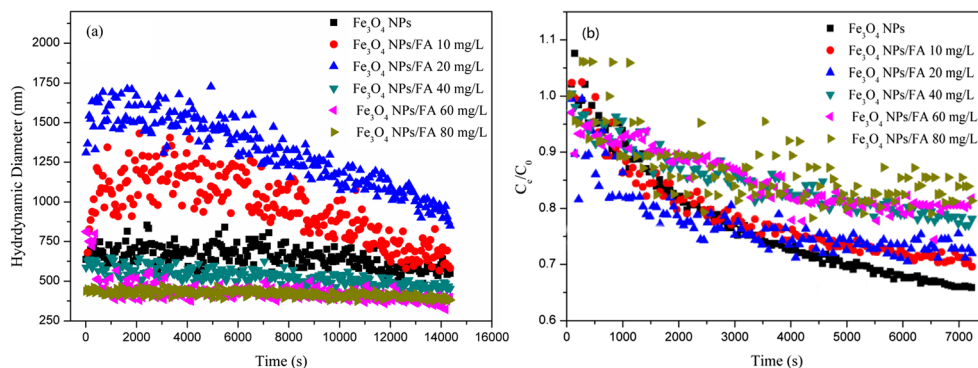 (a)
Fe3O4 NPs
Fe3O4 NPs/FA 10 mg/L
Fe3O4 NPs/FA 20 mg/L
Fe3O4 NPs/FA 40 mg/L
Fe3O4 NPs/FA 60 mg/L
Fe3O4 NPs/FA 80 mg/L
Hydrdynamic Diameter (nm)
2000
1750
1500
1250
1000
750
500
250
0 2000 4000 6000 8000 10000 12000 14000 16000
Time (s)
(b)
Fe3O4 NPs
Fe3O4 NPs/FA 10 mg/L
Fe3O4 NPs/FA 20 mg/L
Fe3O4 NPs/FA 40 mg/L
Fe3O4 NPs/FA 60 mg/L
Fe3O4 NPs/FA 80 mg/L
1.1
1.0
0.9
0.8
0.7
0.6
0 1000 2000 3000 4000 5000 6000 7000
Time (s)